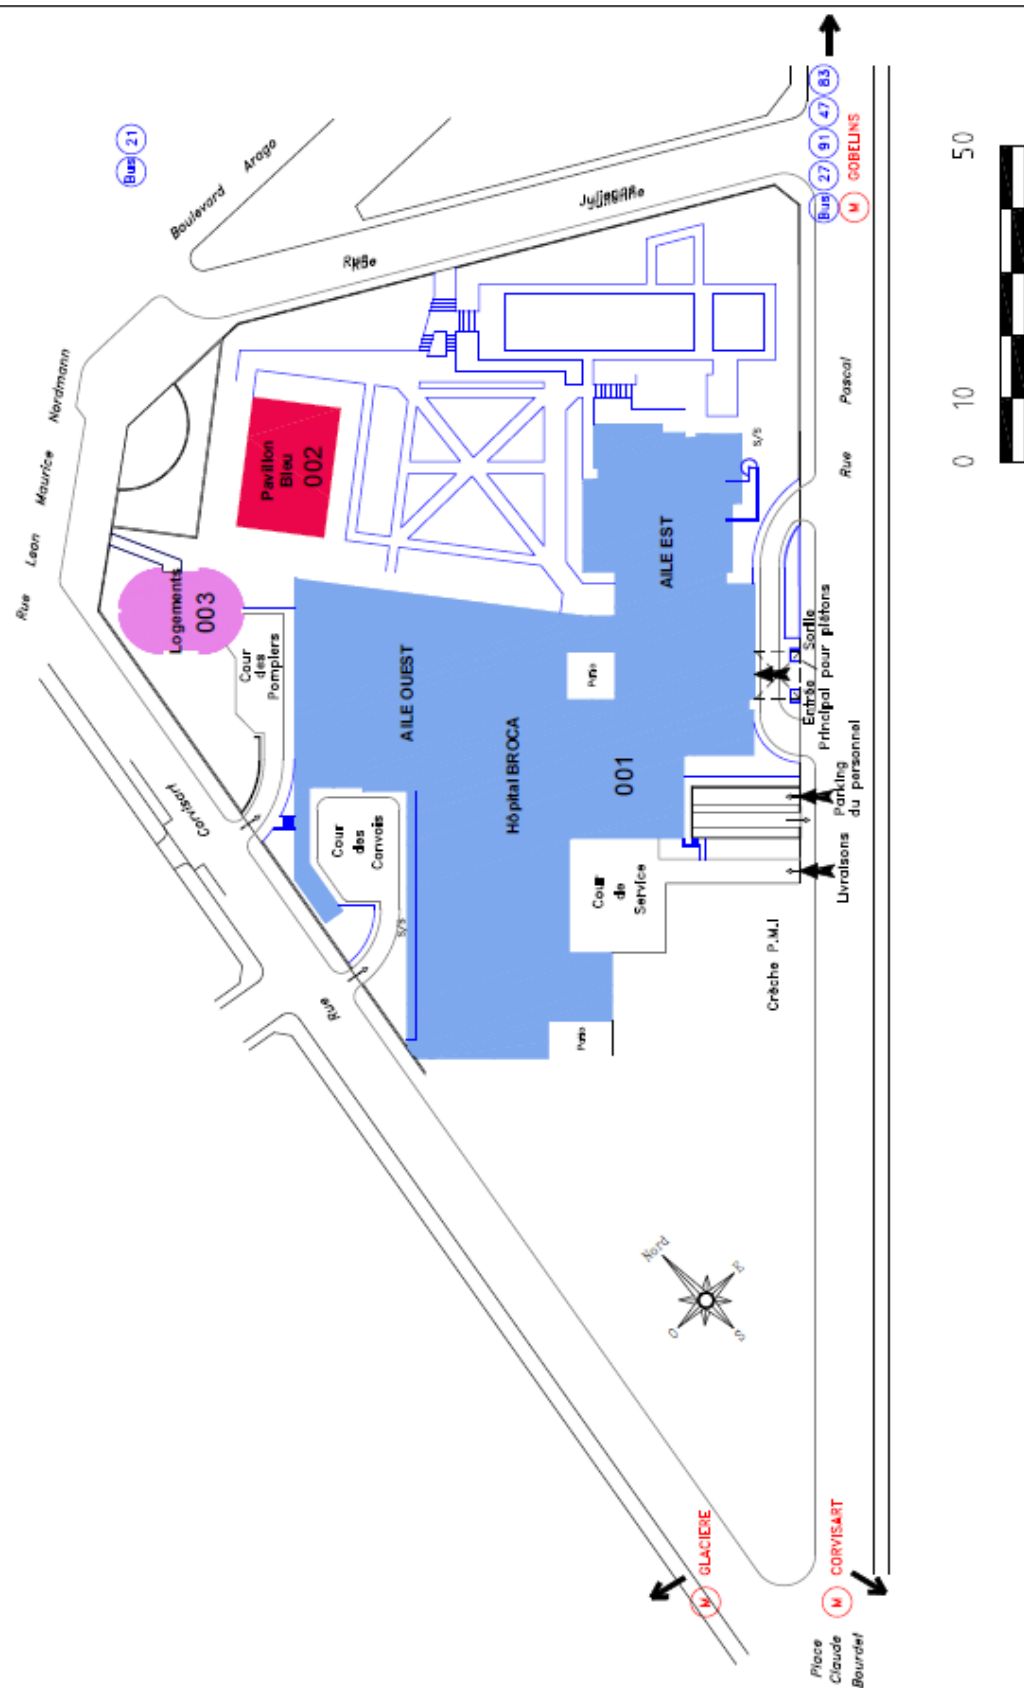 Bus 21
Boulevard Arago
Rue
Rue Leon Maurice Nordmann
Bus 27 91 47 83
M GOBELINS
Rue Pascal
50
10
0
Pavillon
Bleu
002
Logements
003
Cour
des
Pompiers
AILE OUEST
AILE EST
S/S
Patio
Hôpital BROCA
001
Cour
des
Convois
S/S
Cour
de
Service
Patio
Entrée Sortie
Principal pour piétons
Parking
du personnel
Livraisons
Crèche P.M.I
Rue Corvisart
Nord
E
S
O
M GLACIERE
M CORVISART
Place
Claude
Bourdet